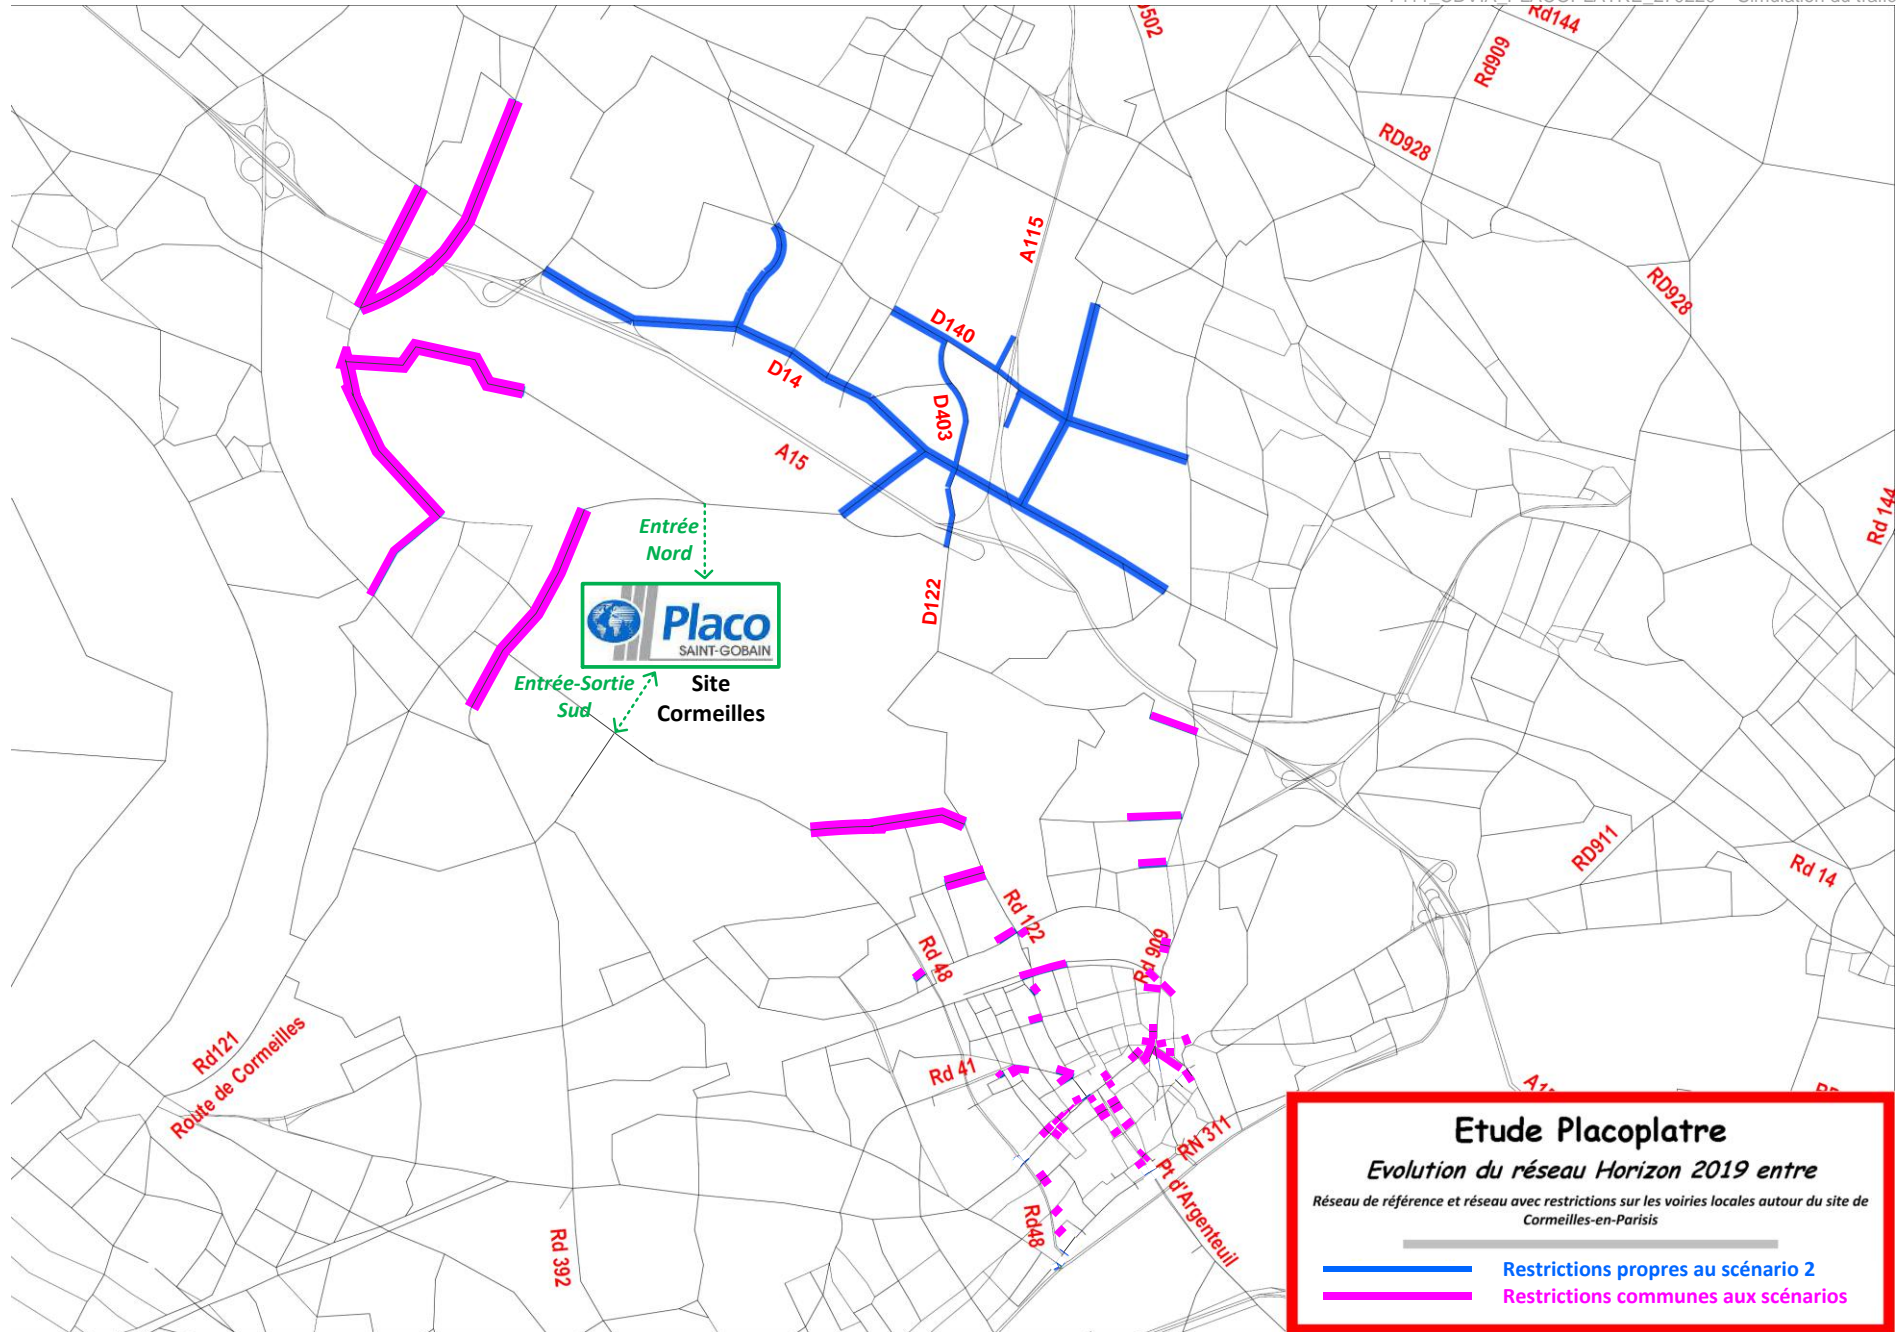 Rd144
Rd909
RD928
A115
RD928
D140
D14
D403
A15
Rd 144
Entrée
Nord
D122
Placo
SAINT-GOBAIN
Entrée-Sortie
Sud
Site
Cormeilles
RD911
Rd 14
Rd 122
Rd 909
Rd 48
Rd121
Route de Cormeilles
Rd 41
RN 311
Pt d'Argenteuil
Rd48
Rd 392
Etude Placoplatre
Evolution du réseau Horizon 2019 entre
Réseau de référence et réseau avec restrictions sur les voiries locales autour du site de
Cormeilles-en-Parisis
Restrictions propres au scénario 2
Restrictions communes aux scénarios